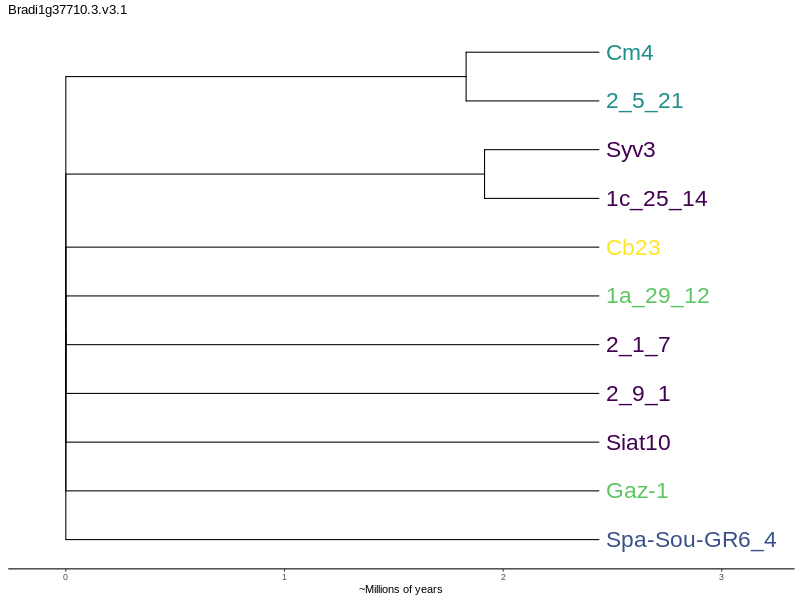 Bradi1g37710.3.v3.1
Cm4
2_5_21
Syv3
1c_25_14
Cb23
1a_29_12
2_1_7
2_9_1
Siat10
Gaz-1
Spa-Sou-GR6_4
0 1 2 3
~Millions of years